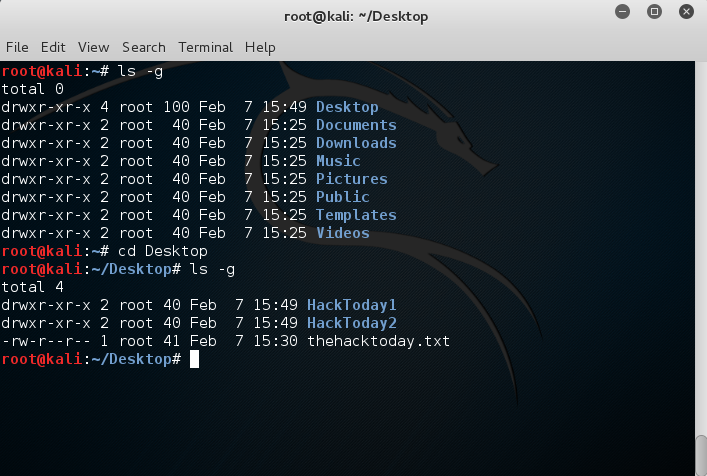 root@kali: ~/Desktop
File Edit View Search Terminal Help
root@kali:~# ls -g
total 0
drwxr-xr-x 4 root 100 Feb  7 15:49 Desktop
drwxr-xr-x 2 root  40 Feb  7 15:25 Documents
drwxr-xr-x 2 root  40 Feb  7 15:25 Downloads
drwxr-xr-x 2 root  40 Feb  7 15:25 Music
drwxr-xr-x 2 root  40 Feb  7 15:25 Pictures
drwxr-xr-x 2 root  40 Feb  7 15:25 Public
drwxr-xr-x 2 root  40 Feb  7 15:25 Templates
drwxr-xr-x 2 root  40 Feb  7 15:25 Videos
root@kali:~# cd Desktop
root@kali:~/Desktop# ls -g
total 4
drwxr-xr-x 2 root 40 Feb  7 15:49 HackToday1
drwxr-xr-x 2 root 40 Feb  7 15:49 HackToday2
-rw-r--r-- 1 root 41 Feb  7 15:30 thehacktoday.txt
root@kali:~/Desktop#